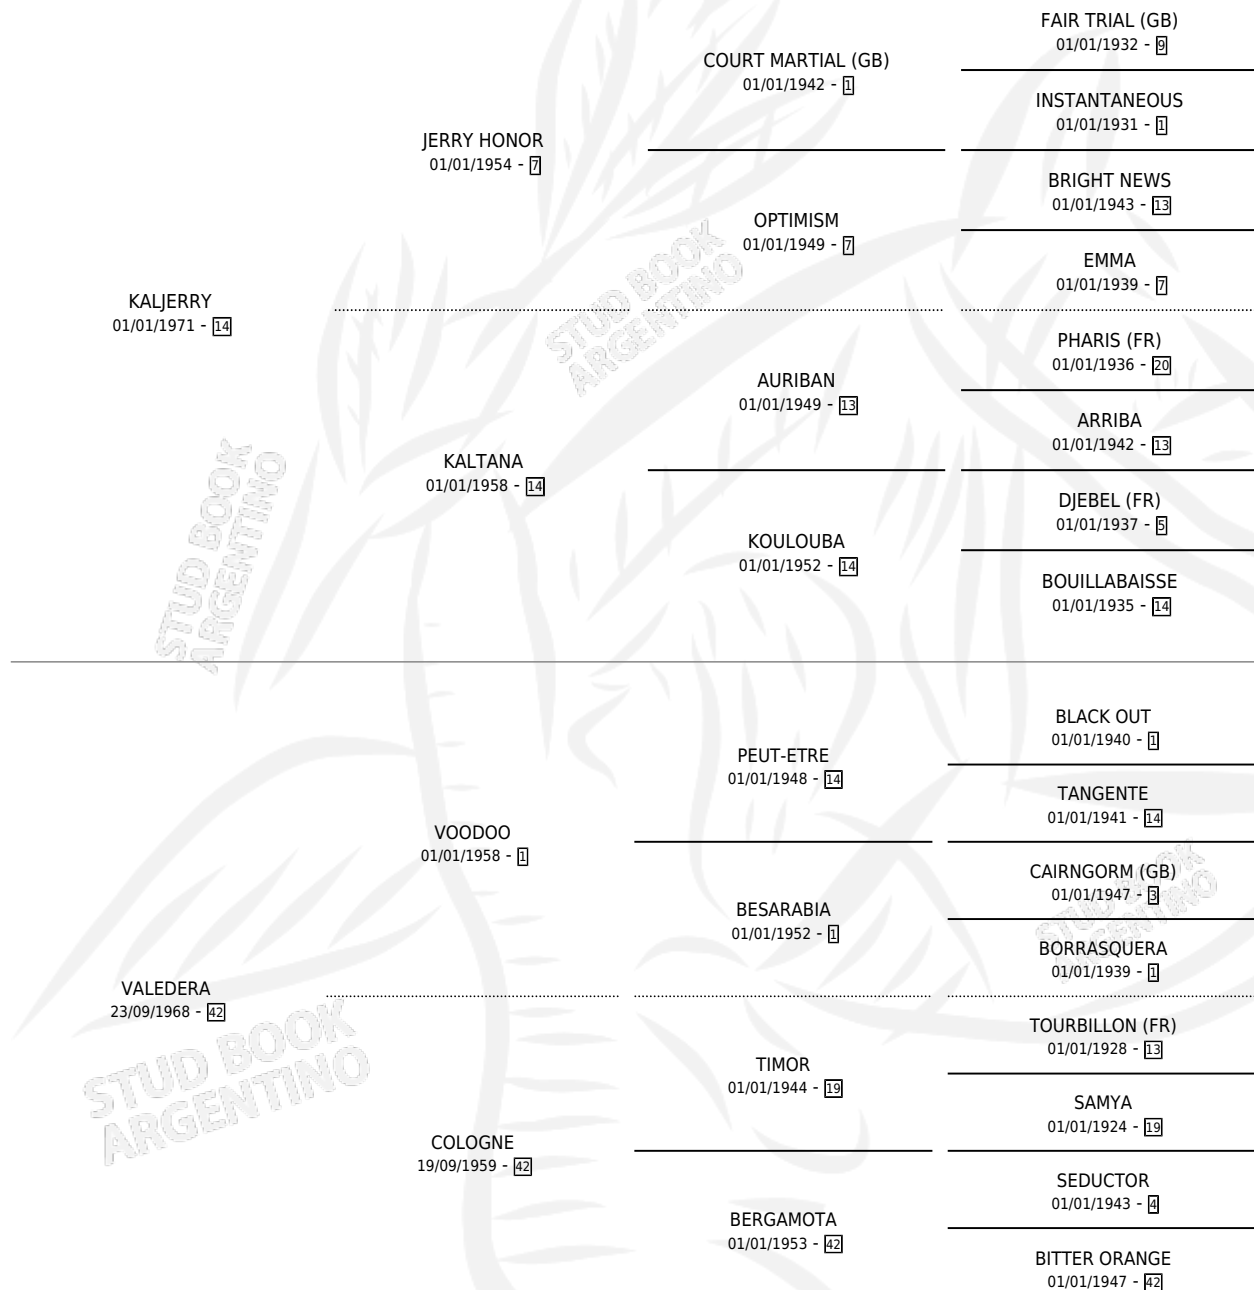 FAIR TRIAL (GB)
01/01/1932 - 9
COURT MARTIAL (GB)
01/01/1942 - 1
INSTANTANEOUS
01/01/1931 - 1
JERRY HONOR
01/01/1954 - 7
BRIGHT NEWS
01/01/1943 - 13
OPTIMISM
01/01/1949 - 7
EMMA
01/01/1939 - 7
KALJERRY
01/01/1971 - 14
PHARIS (FR)
01/01/1936 - 20
AURIBAN
01/01/1949 - 13
ARRIBA
01/01/1942 - 13
KALTANA
01/01/1958 - 14
DJEBEL (FR)
01/01/1937 - 5
KOULOUBA
01/01/1952 - 14
BOUILLABAISSE
01/01/1935 - 14
BLACK OUT
01/01/1940 - 1
PEUT-ETRE
01/01/1948 - 14
TANGENTE
01/01/1941 - 14
VOODOO
01/01/1958 - 1
CAIRNGORM (GB)
01/01/1947 - 3
BESARABIA
01/01/1952 - 1
BORRASQUERA
01/01/1939 - 1
VALEDERA
23/09/1968 - 42
TOURBILLON (FR)
01/01/1928 - 13
TIMOR
01/01/1944 - 19
SAMYA
01/01/1924 - 19
COLOGNE
19/09/1959 - 42
SEDUCTOR
01/01/1943 - 4
BERGAMOTA
01/01/1953 - 42
BITTER ORANGE
01/01/1947 - 42
STUD BOOK
ARGENTINO
STUD BOOK
ARGENTINO
STUD BOOK
ARGENTINO
STUD BOOK
ARGENTINO